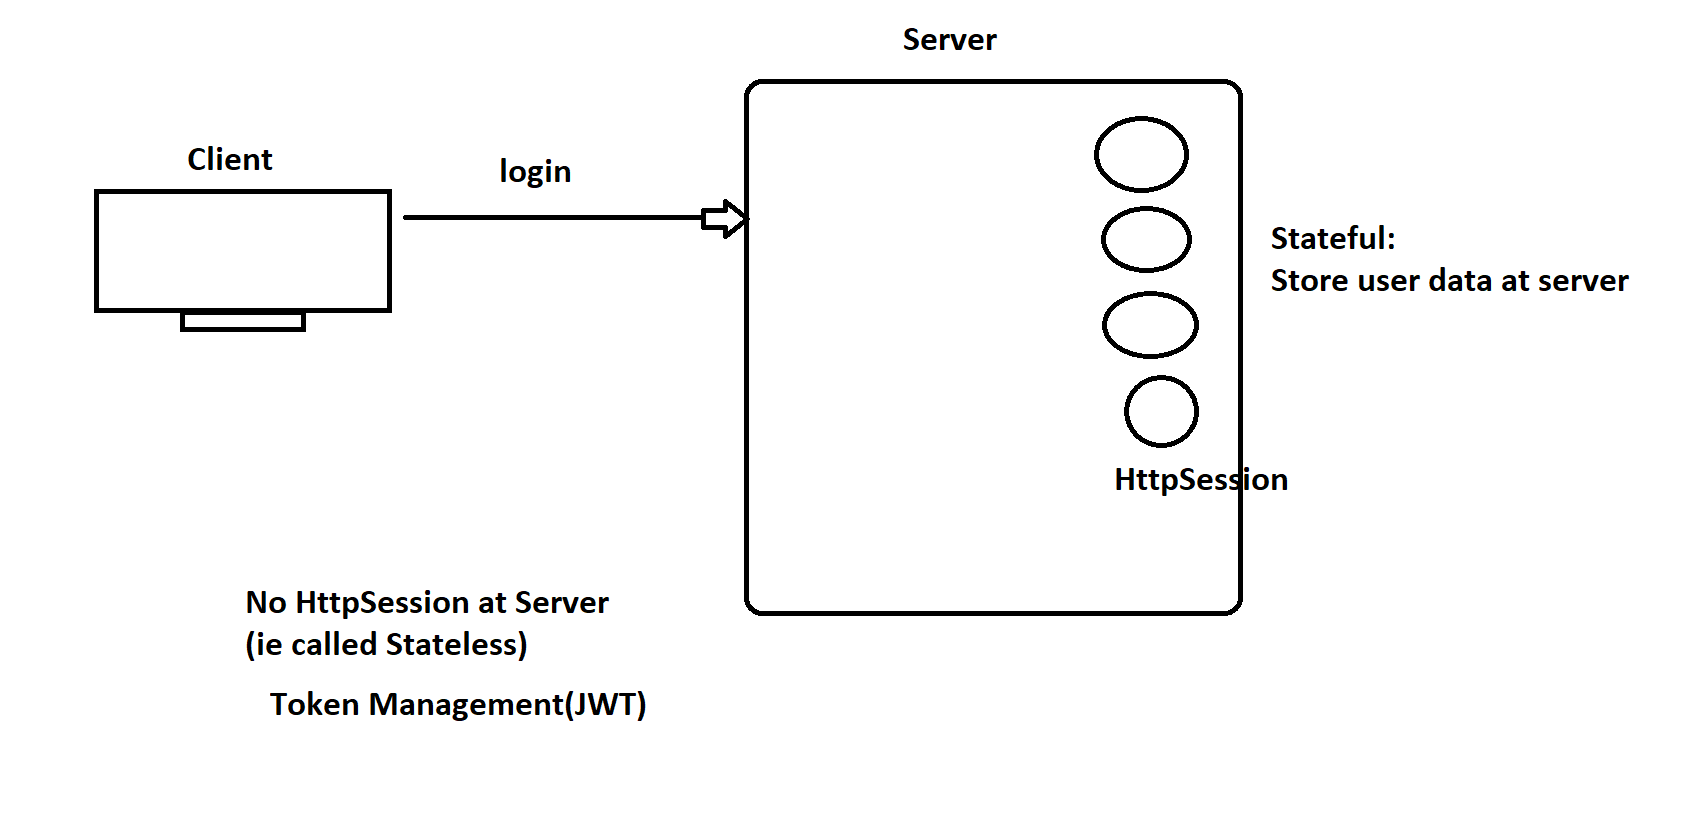 Server
Client
login
Stateful:
Store user data at server
HttpSession
No HttpSession at Server
(ie called Stateless)
Token Management(JWT)